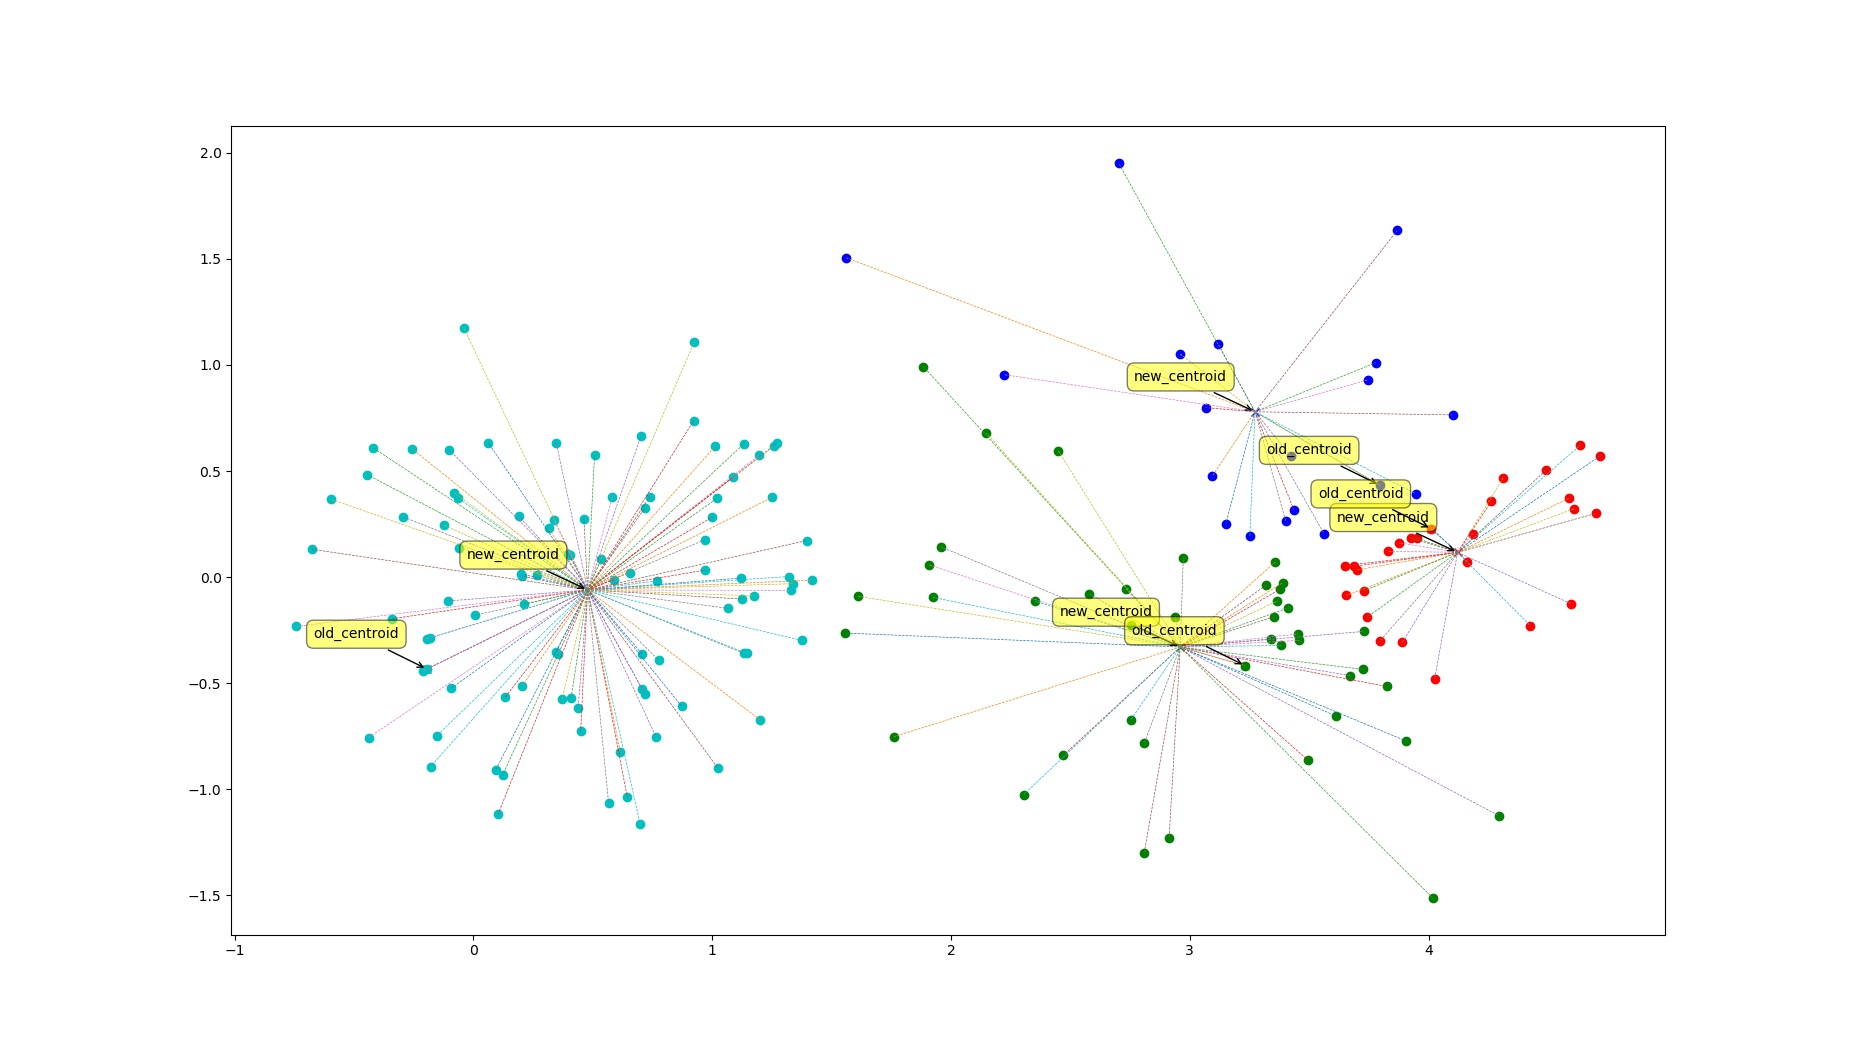 2.0
1.5
1.0
new_centroid
old_centroid
0.5
old_centroid
new_centroid
new_centroid
0.0
new_centroid
old_centroid
old_centroid
−0.5
−1.0
−1.5
−1 0 1 2 3 4